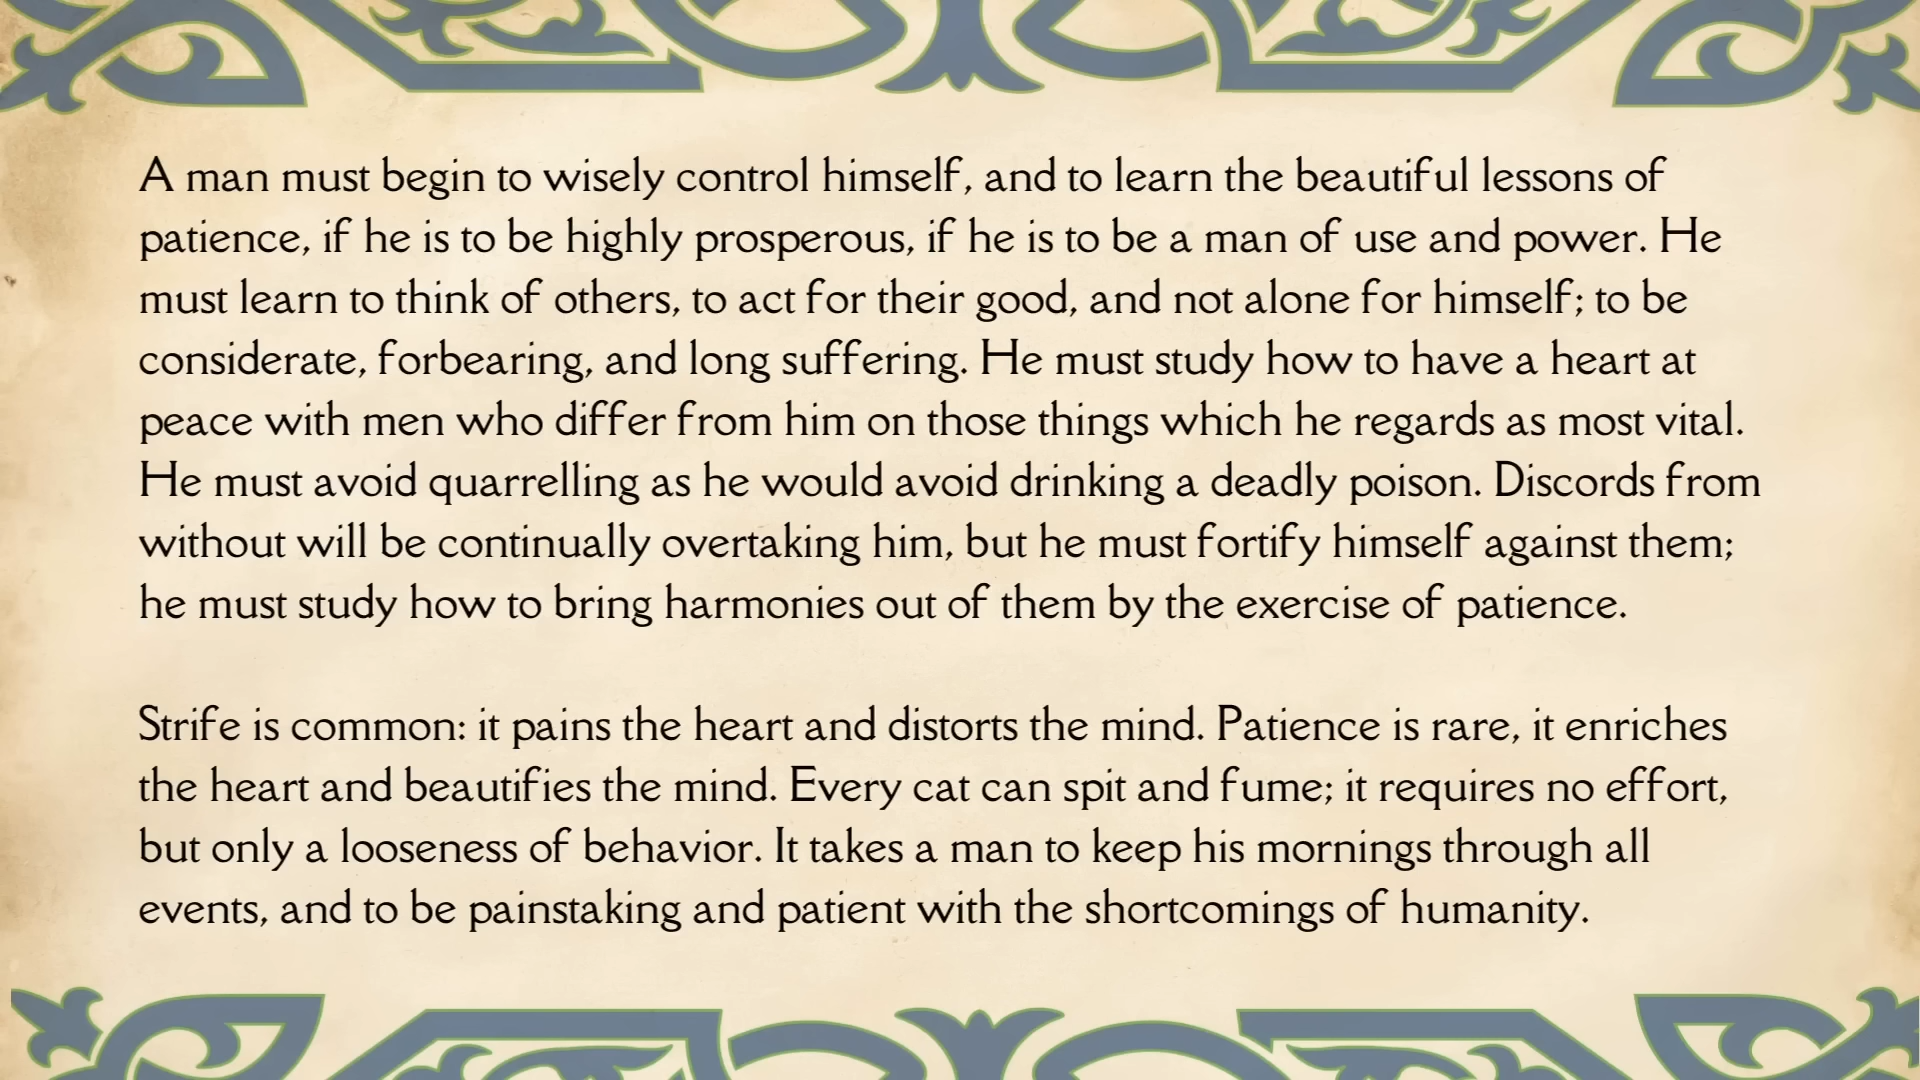 A man must begin to wisely control himself, and to learn the beautiful lessons of
patience, if he is to be highly prosperous, if he is to be a man of use and power. He
must learn to think of others, to act for their good, and not alone for himself; to be
considerate, forbearing, and long suffering. He must study how to have a heart at
peace with men who differ from him on those things which he regards as most vital.
He must avoid quarrelling as he would avoid drinking a deadly poison. Discords from
without will be continually overtaking him, but he must fortify himself against them;
he must study how to bring harmonies out of them by the exercise of patience.
Strife is common: it pains the heart and distorts the mind. Patience is rare, it enriches
the heart and beautifies the mind. Every cat can spit and fume; it requires no effort,
but only a looseness of behavior. It takes a man to keep his mornings through all
events, and to be painstaking and patient with the shortcomings of humanity.